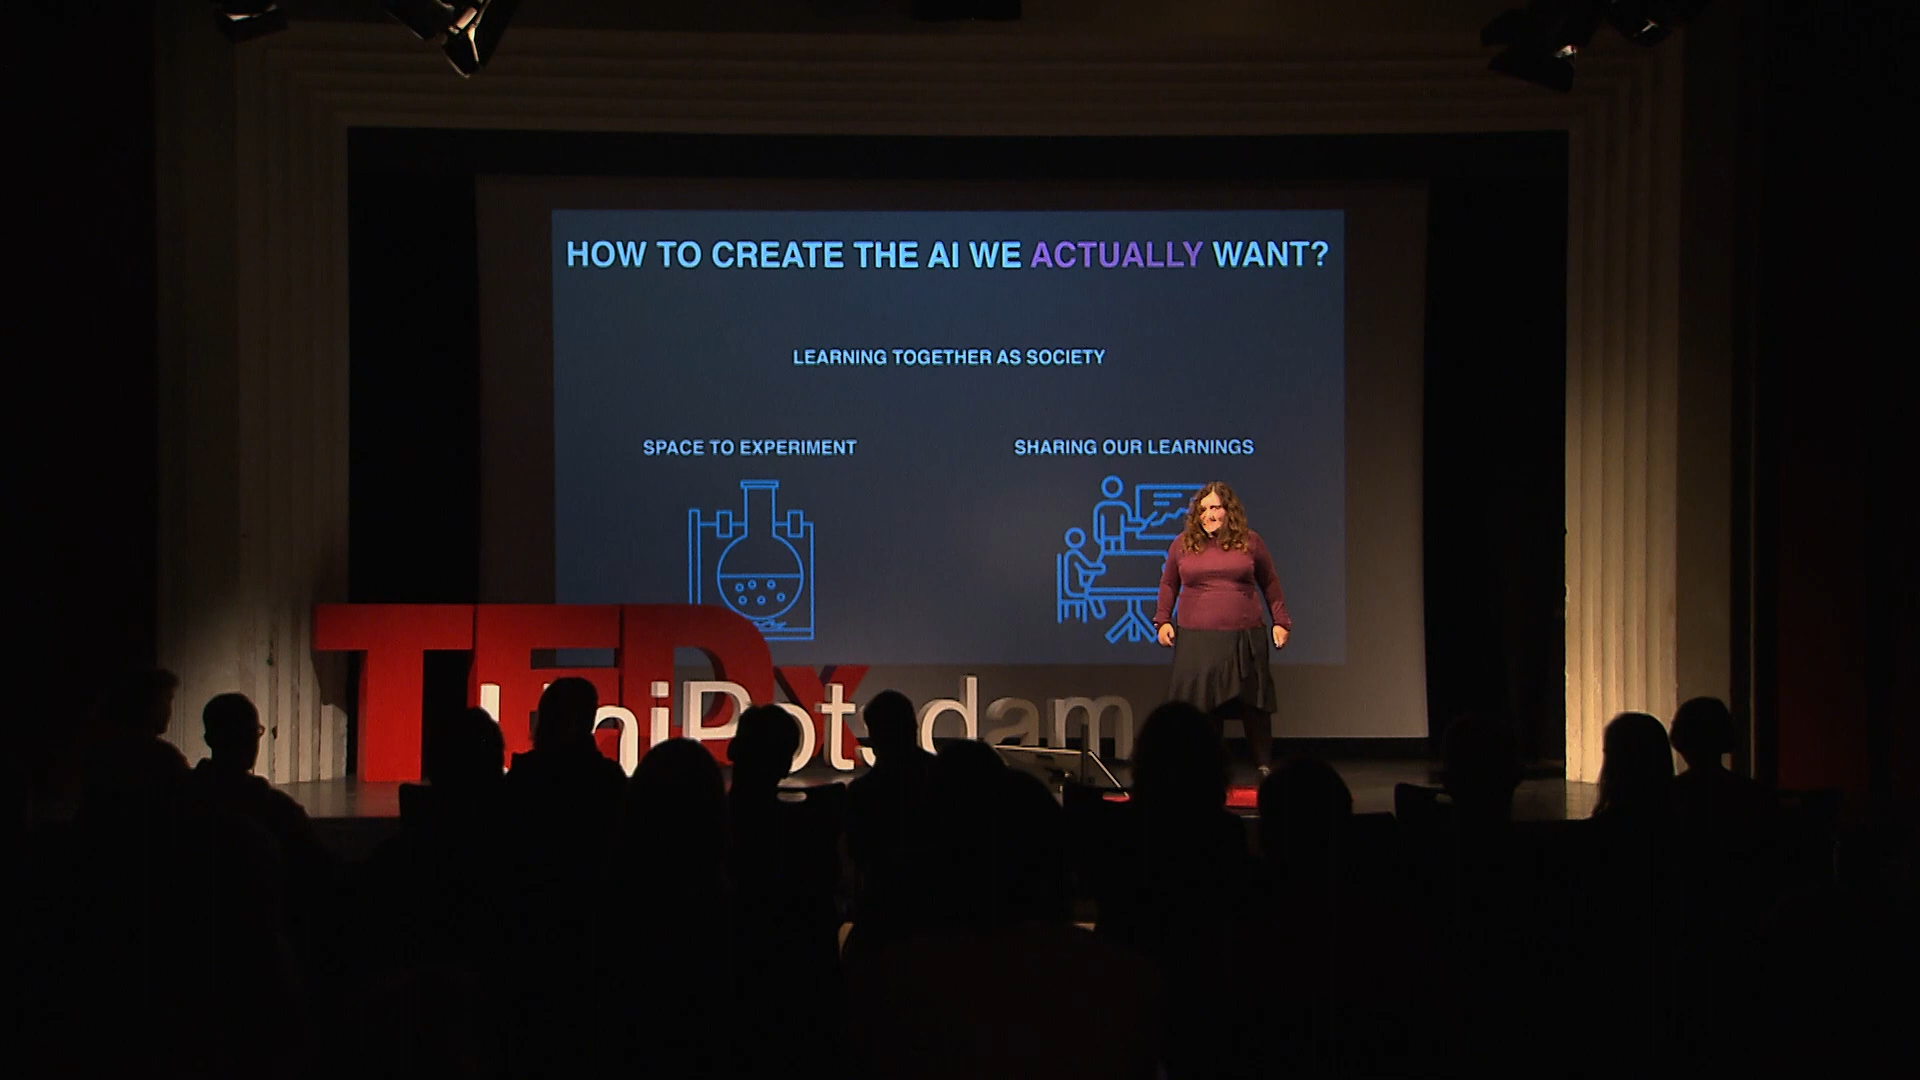 HOW TO CREATE THE AI WE ACTUALLY WANT?
LEARNING TOGETHER AS SOCIETY
SPACE TO EXPERIMENT
SHARING OUR LEARNINGS
TEDx
UniPotsdam